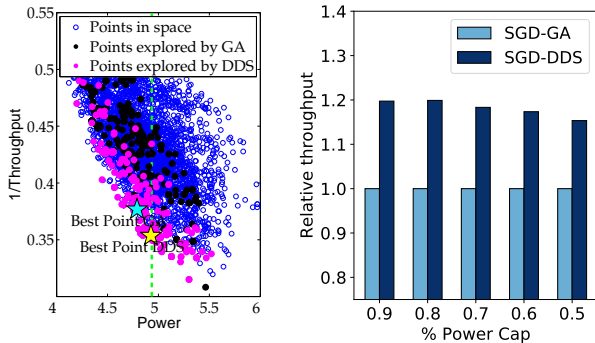 0.55
0.5
0.45
0.4
0.35
4
4.5
5
5.5
6
1/Throughput
Power
Points in space
Points explored by GA
Points explored by DDS
Best Point GA
Best Point DDS
1.4
1.3
1.2
1.1
1.0
0.9
0.8
Relative throughput
SGD-GA
SGD-DDS
0.9
0.8
0.7
0.6
0.5
% Power Cap